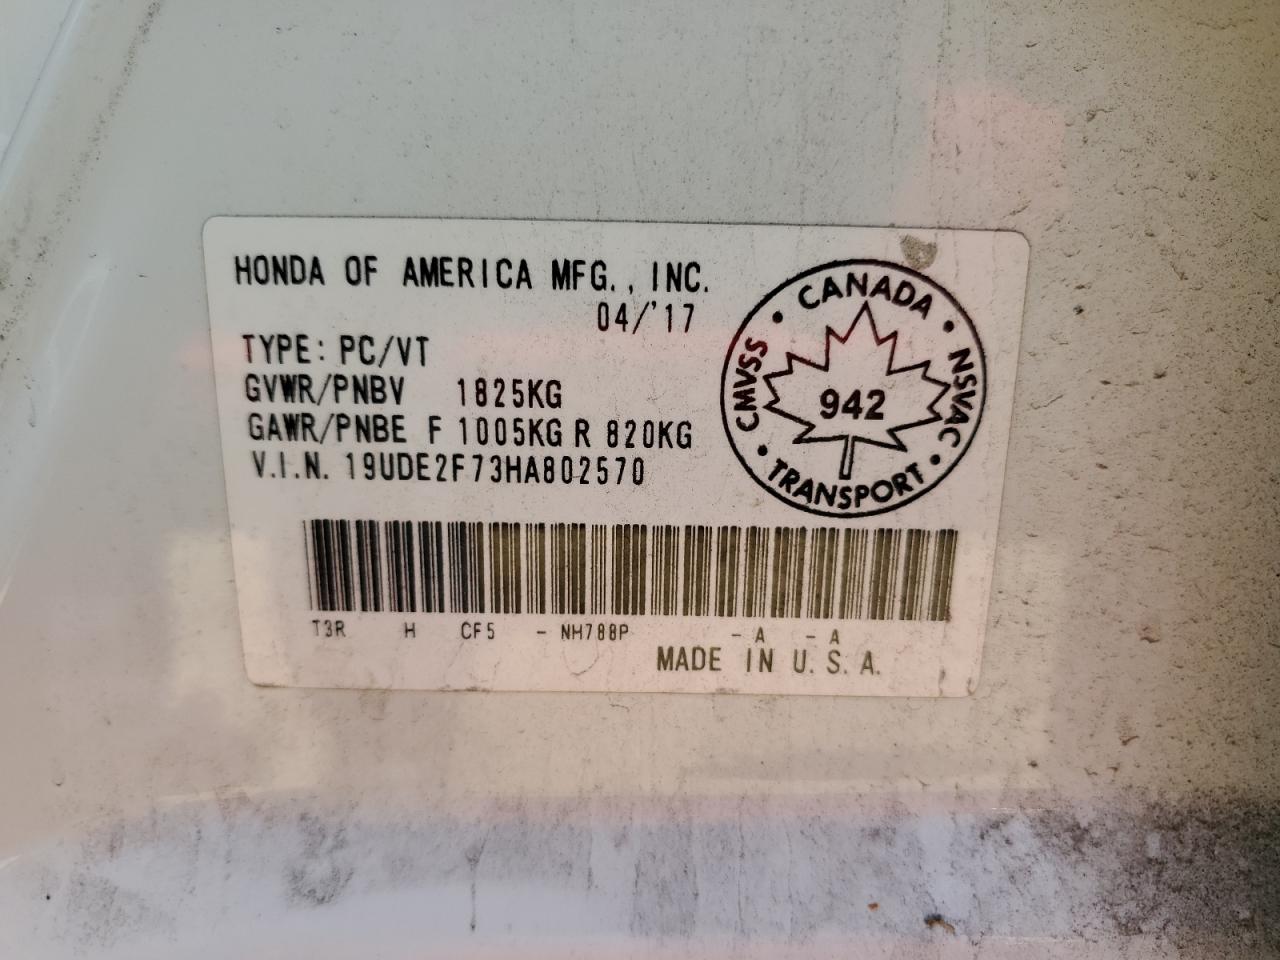 HONDA OF AMERICA MFG., INC.
04/'17
TYPE: PC/VT
GVWR/PNBV 1825KG
GAWR/PNBE F 1005KG R 820KG
V.I.N. 19UDE2F73HA802570
CANADA • NSVAC • TRANSPORT • CMVSS •
942
T3R H CF5 - NH788P - A - A
MADE IN U.S.A.